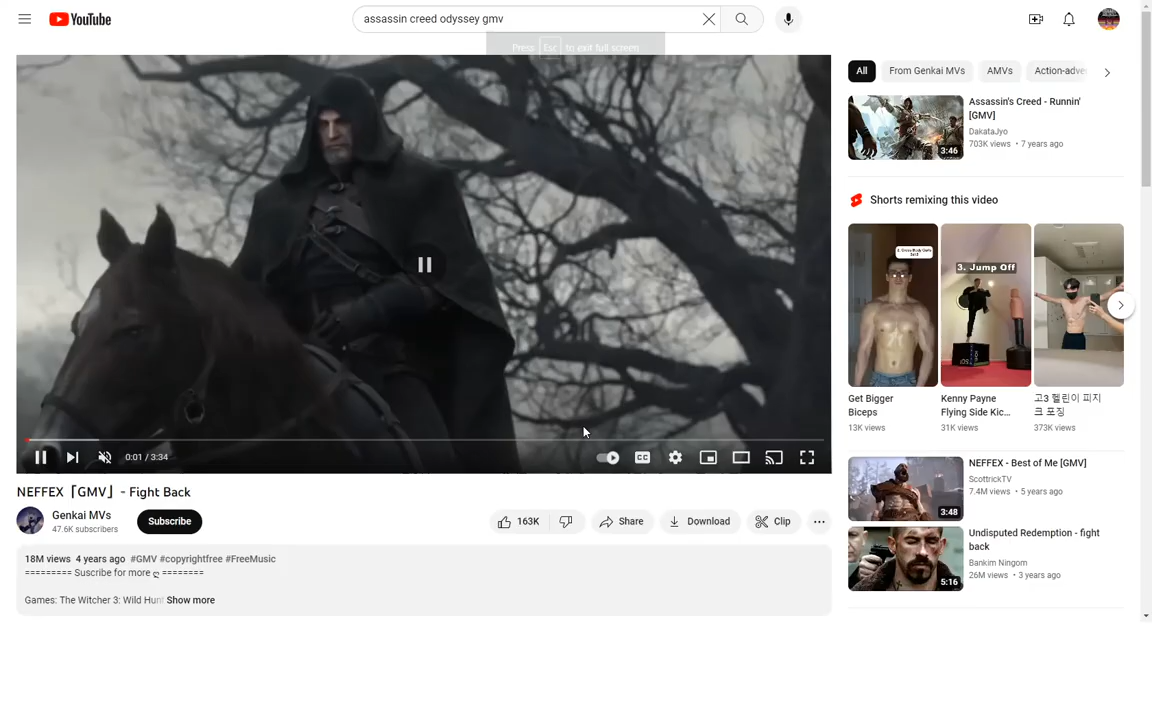 YouTube
assassin creed odyssey gmv
Press Esc to exit full screen
All
From Genkai MVs
AMVs
Action-adve
Assassin's Creed - Runnin'
[GMV]
DakataJyo
703K views • 7 years ago
3:46
Shorts remixing this video
3. Jump Off
Get Bigger
Biceps
13K views
Kenny Payne
Flying Side Kic...
31K views
고3 헬린이 피지
크 포징
373K views
0:01 / 3:34
CC
NEFFEX「GMV」- Fight Back
Genkai MVs
47.6K subscribers
Subscribe
163K
Share
Download
Clip
18M views 4 years ago #GMV #copyrightfree #FreeMusic
========= Suscribe for more ღ ========
Games: The Witcher 3: Wild Hunt Show more
NEFFEX - Best of Me [GMV]
ScottrickTV
7.4M views • 5 years ago
3:48
Undisputed Redemption - fight
back
Bankim Ningom
26M views • 3 years ago
5:16